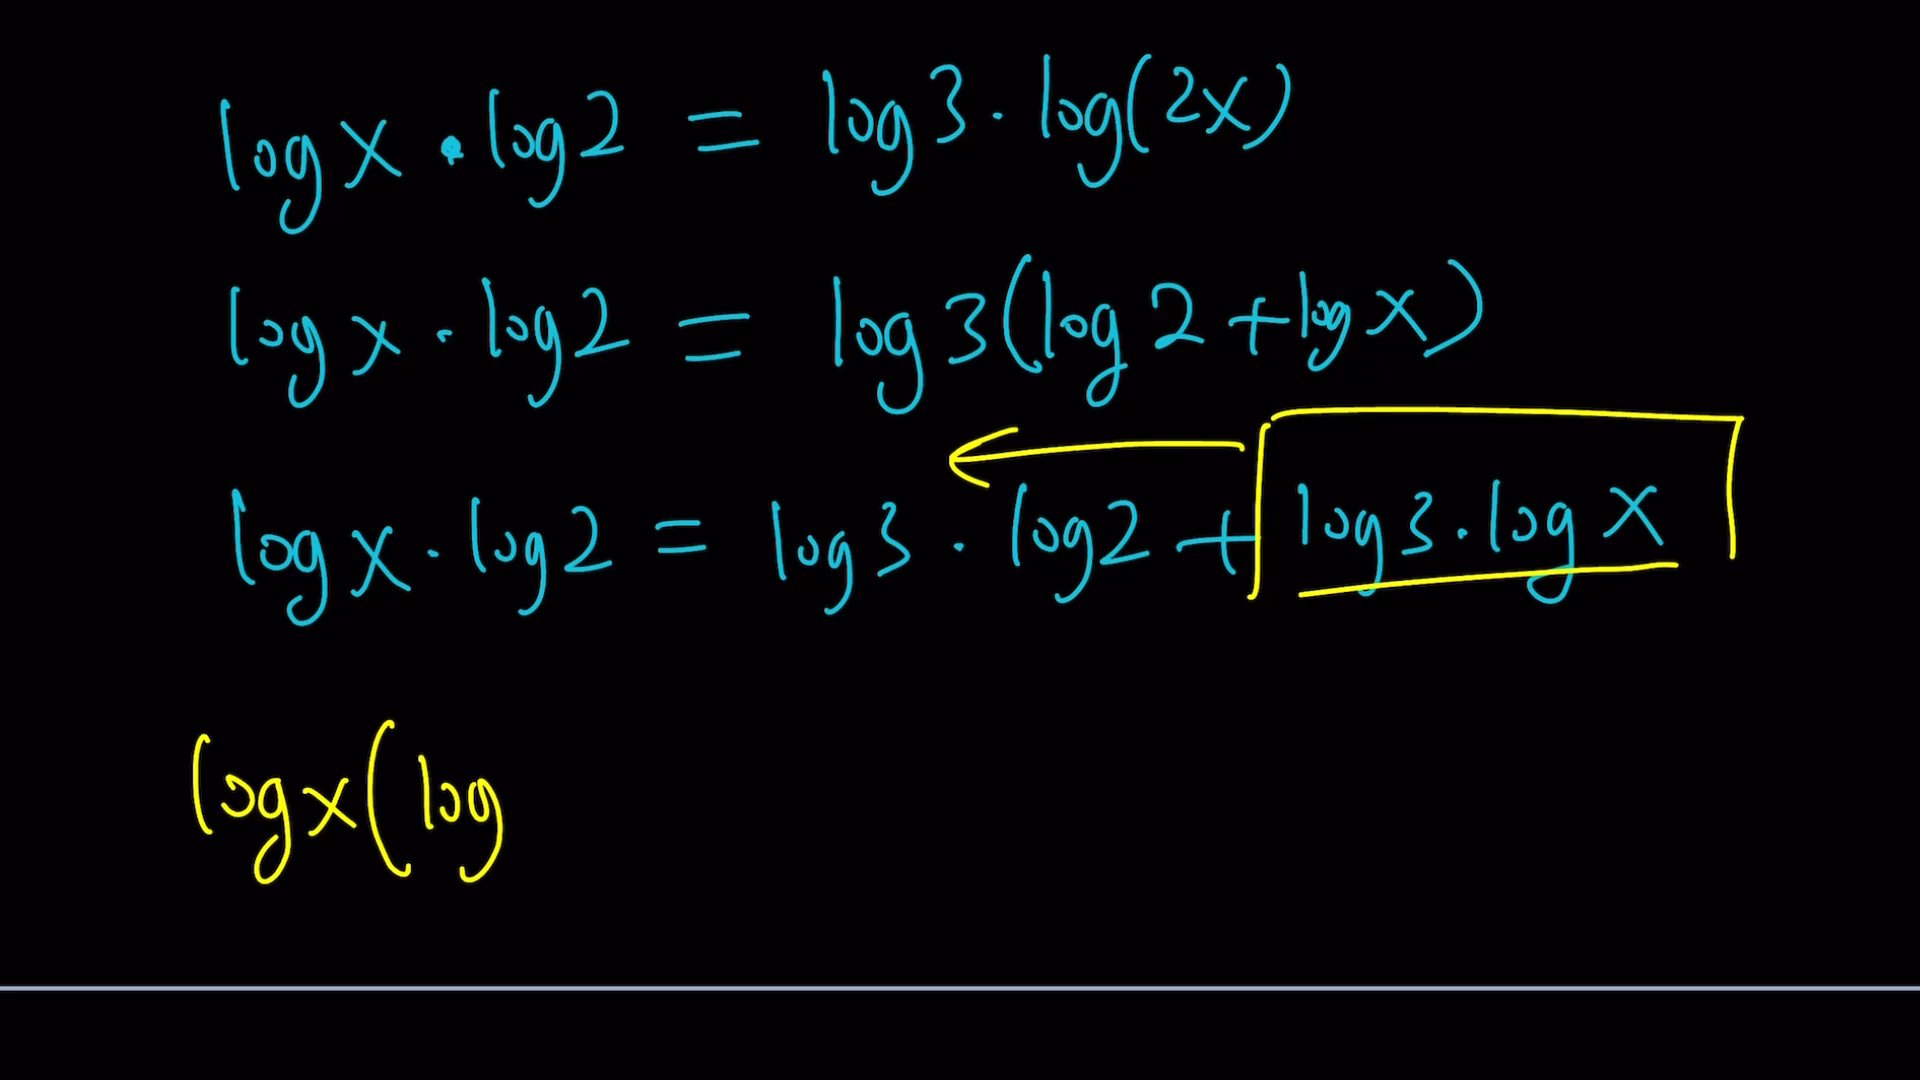 log x · log 2 = log 3 · log(2x)
log x · log 2 = log 3(log 2 + log x)
log x · log 2 = log 3 · log 2 + log 3 · log x
log x(log